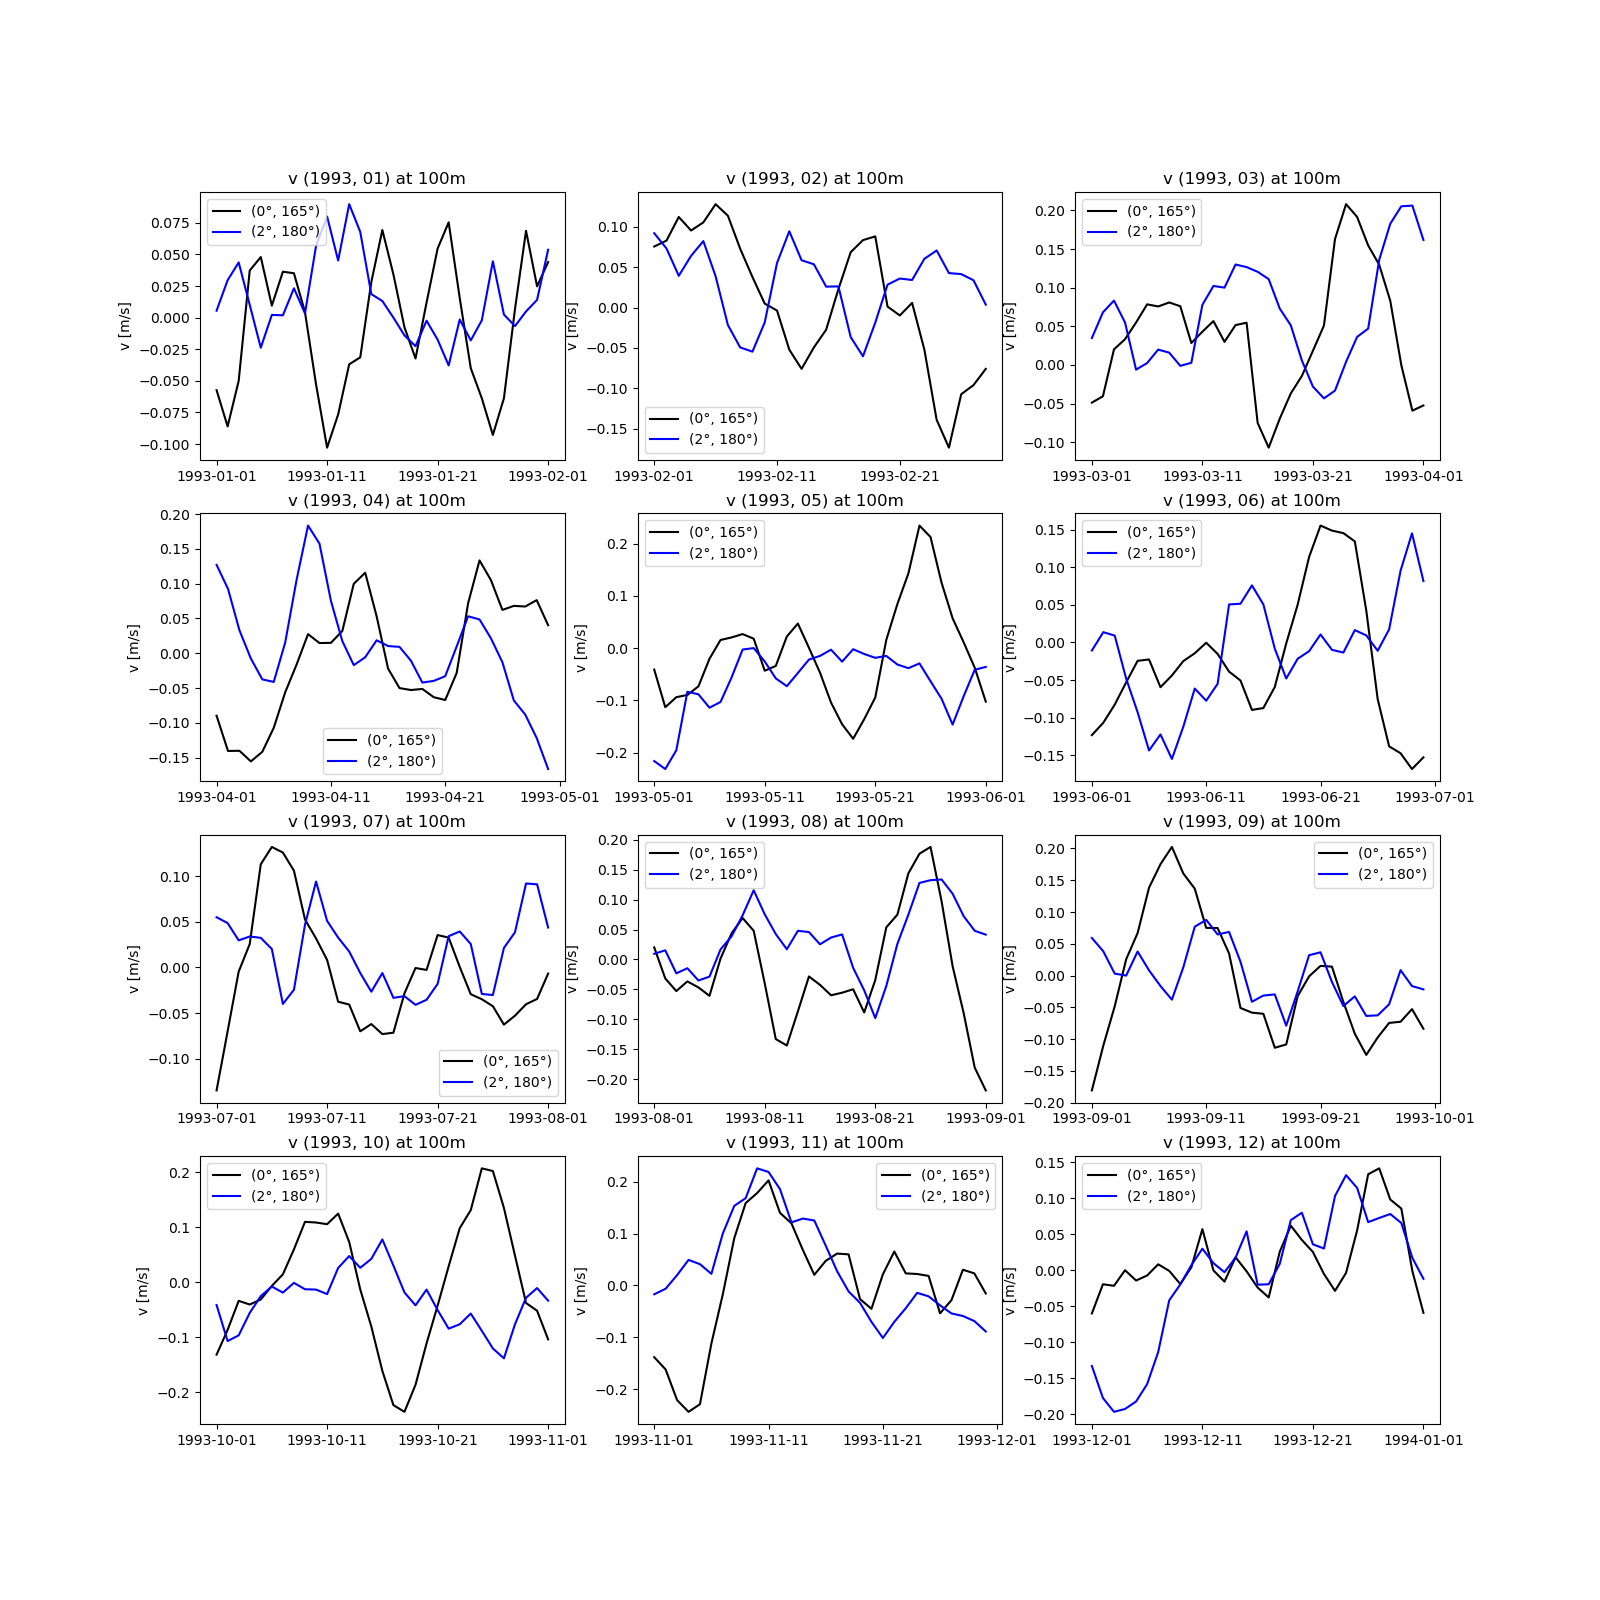 v (1993, 01) at 100m
v [m/s]
0.075
0.050
0.025
0.000
−0.025
−0.050
−0.075
−0.100
(0°, 165°)
(2°, 180°)
1993-01-01 1993-01-11 1993-01-21 1993-02-01
v (1993, 02) at 100m
v [m/s]
0.10
0.05
0.00
−0.05
−0.10
−0.15
(0°, 165°)
(2°, 180°)
1993-02-01 1993-02-11 1993-02-21
v (1993, 03) at 100m
v [m/s]
0.20
0.15
0.10
0.05
0.00
−0.05
−0.10
(0°, 165°)
(2°, 180°)
1993-03-01 1993-03-11 1993-03-21 1993-04-01
v (1993, 04) at 100m
v [m/s]
0.20
0.15
0.10
0.05
0.00
−0.05
−0.10
−0.15
(0°, 165°)
(2°, 180°)
1993-04-01 1993-04-11 1993-04-21 1993-05-01
v (1993, 05) at 100m
v [m/s]
0.2
0.1
0.0
−0.1
−0.2
(0°, 165°)
(2°, 180°)
1993-05-01 1993-05-11 1993-05-21 1993-06-01
v (1993, 06) at 100m
v [m/s]
0.15
0.10
0.05
0.00
−0.05
−0.10
−0.15
(0°, 165°)
(2°, 180°)
1993-06-01 1993-06-11 1993-06-21 1993-07-01
v (1993, 07) at 100m
v [m/s]
0.10
0.05
0.00
−0.05
−0.10
(0°, 165°)
(2°, 180°)
1993-07-01 1993-07-11 1993-07-21 1993-08-01
v (1993, 08) at 100m
v [m/s]
0.20
0.15
0.10
0.05
0.00
−0.05
−0.10
−0.15
−0.20
(0°, 165°)
(2°, 180°)
1993-08-01 1993-08-11 1993-08-21 1993-09-01
v (1993, 09) at 100m
v [m/s]
0.20
0.15
0.10
0.05
0.00
−0.05
−0.10
−0.15
−0.20
(0°, 165°)
(2°, 180°)
1993-09-01 1993-09-11 1993-09-21 1993-10-01
v (1993, 10) at 100m
v [m/s]
0.2
0.1
0.0
−0.1
−0.2
(0°, 165°)
(2°, 180°)
1993-10-01 1993-10-11 1993-10-21 1993-11-01
v (1993, 11) at 100m
v [m/s]
0.2
0.1
0.0
−0.1
−0.2
(0°, 165°)
(2°, 180°)
1993-11-01 1993-11-11 1993-11-21 1993-12-01
v (1993, 12) at 100m
v [m/s]
0.15
0.10
0.05
0.00
−0.05
−0.10
−0.15
−0.20
(0°, 165°)
(2°, 180°)
1993-12-01 1993-12-11 1993-12-21 1994-01-01